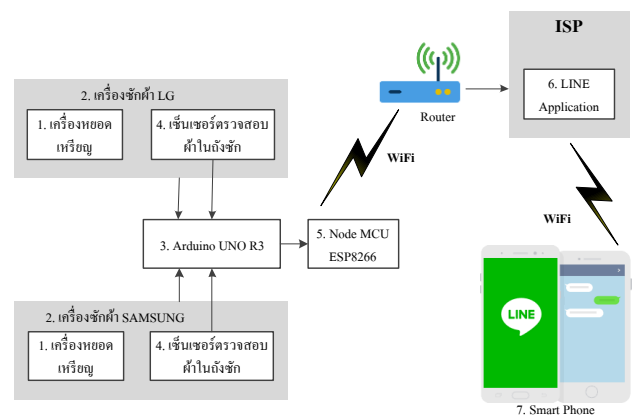 ISP
2. เครื่องซักผ้า LG
1. เครื่องหยอด
เหรียญ
4. เซ็นเซอร์ตรวจสอบ
ผ้าในถังซัก
6. LINE
Application
Router
WiFi
WiFi
3. Arduino UNO R3
5. Node MCU
ESP8266
2. เครื่องซักผ้า SAMSUNG
1. เครื่องหยอด
เหรียญ
4. เซ็นเซอร์ตรวจสอบ
ผ้าในถังซัก
LINE
7. Smart Phone